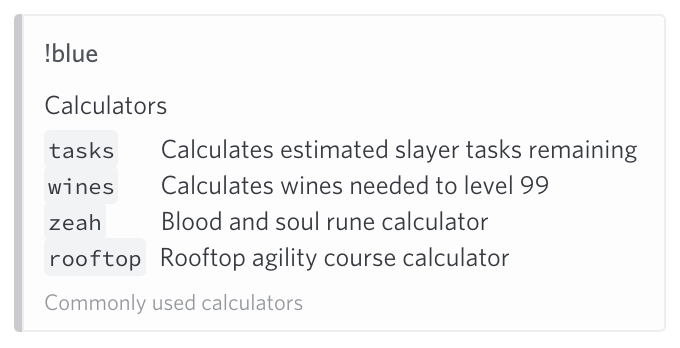 !blue
Calculators
tasks Calculates estimated slayer tasks remaining
wines Calculates wines needed to level 99
zeah Blood and soul rune calculator
rooftop Rooftop agility course calculator
Commonly used calculators